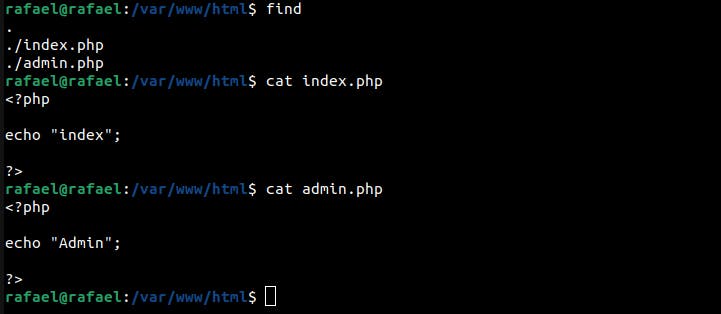 rafael@rafael:/var/www/html$ find
.
./index.php
./admin.php
rafael@rafael:/var/www/html$ cat index.php
<?php
echo "index";
?>
rafael@rafael:/var/www/html$ cat admin.php
<?php
echo "Admin";
?>
rafael@rafael:/var/www/html$